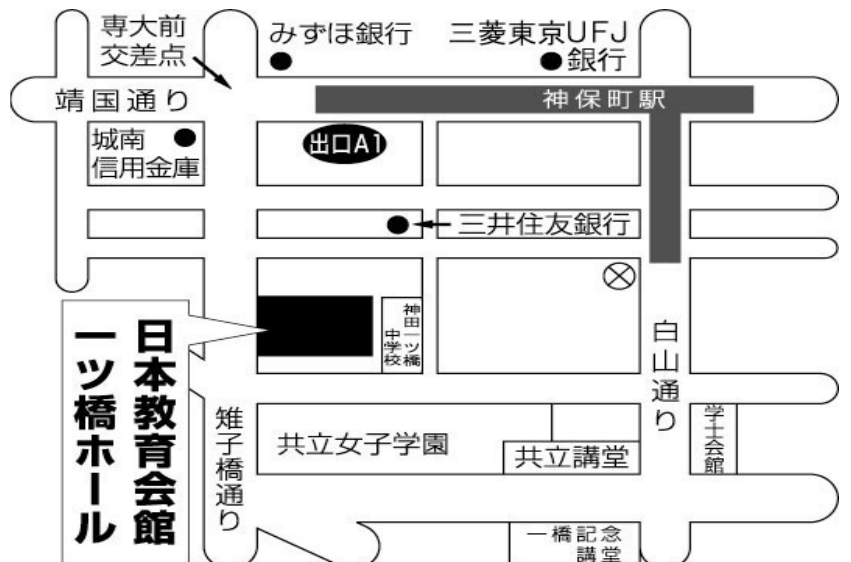 専大前
交差点
みずほ銀行
三菱東京UFJ
銀行
靖国通り
神保町駅
城南
信用金庫
出口A1
三井住友銀行
神田一ツ橋
中学校
日本教育会館
一ツ橋ホール
白山通り
雉子橋通り
共立女子学園
共立講堂
学士会館
一橋記念
講堂